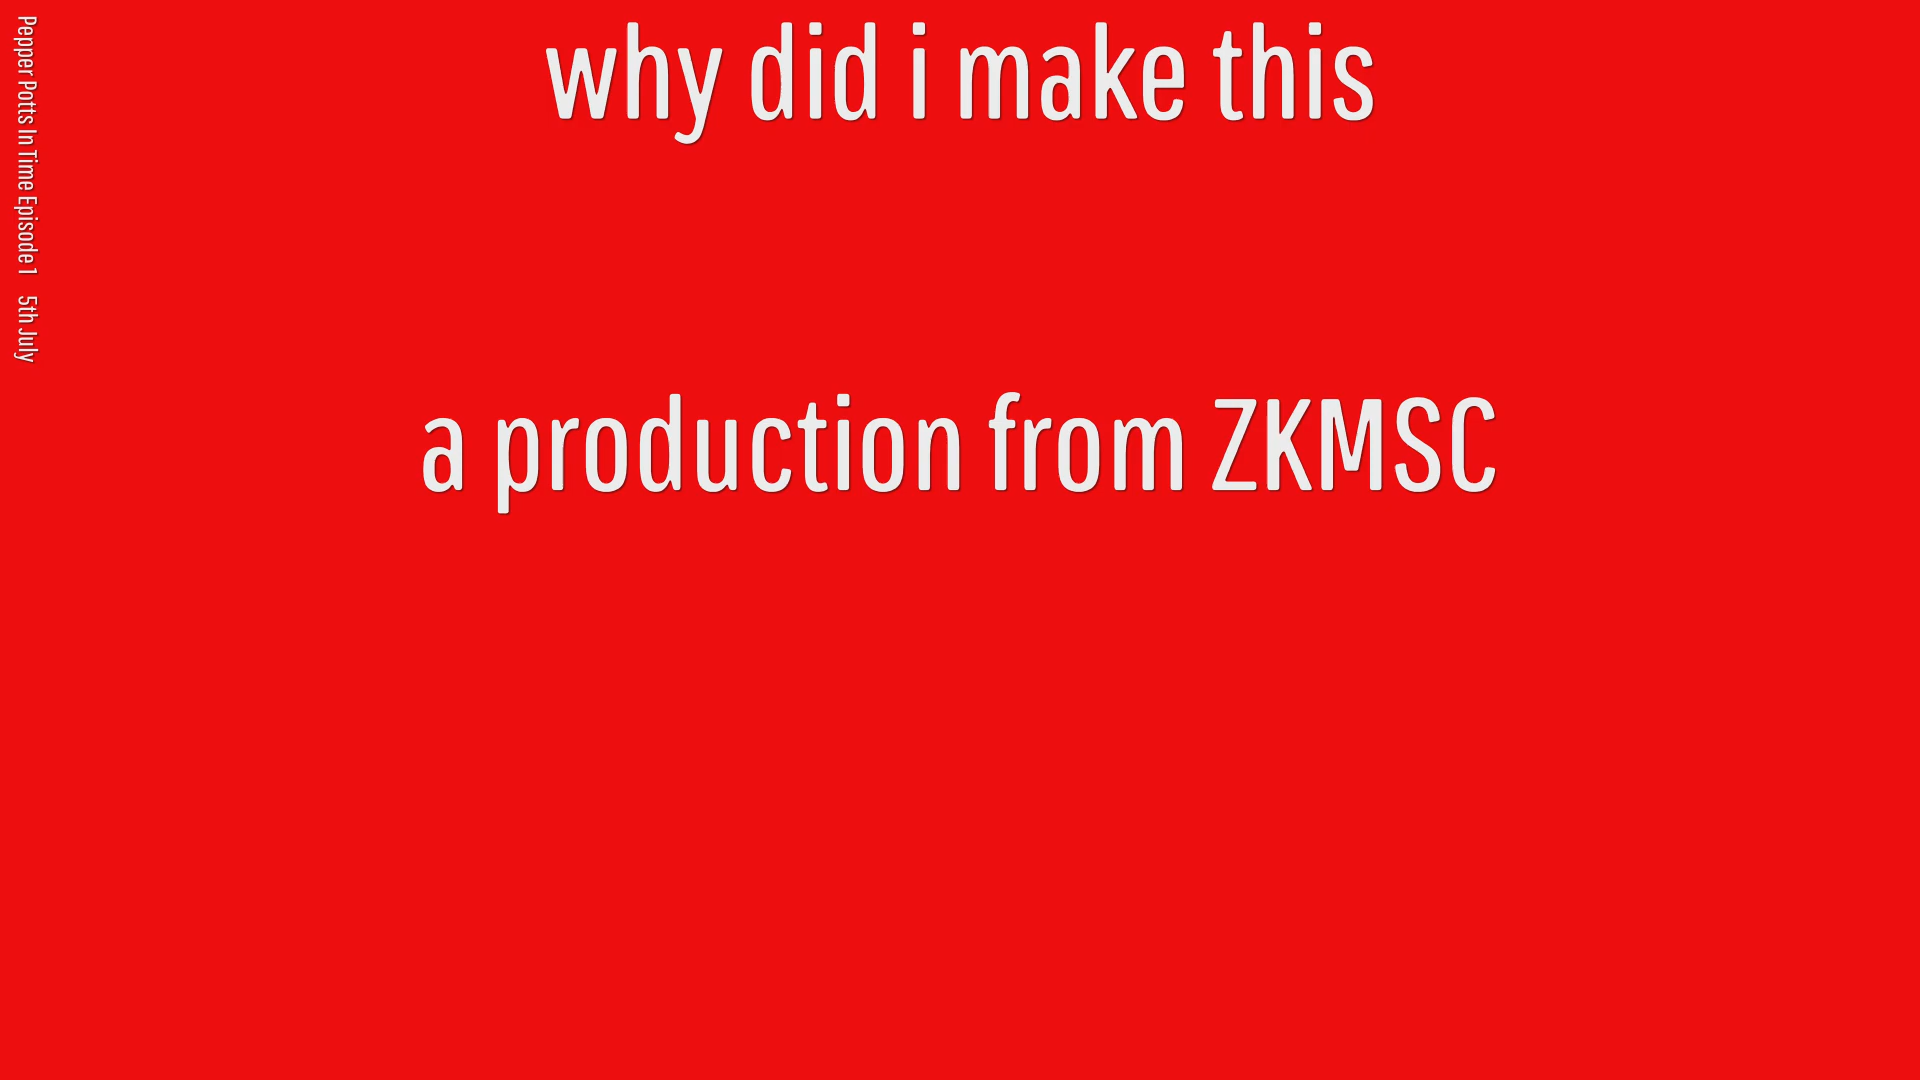 why did i make this
a production from ZKMSC
Pepper Potts In Time Episode 1 5th July